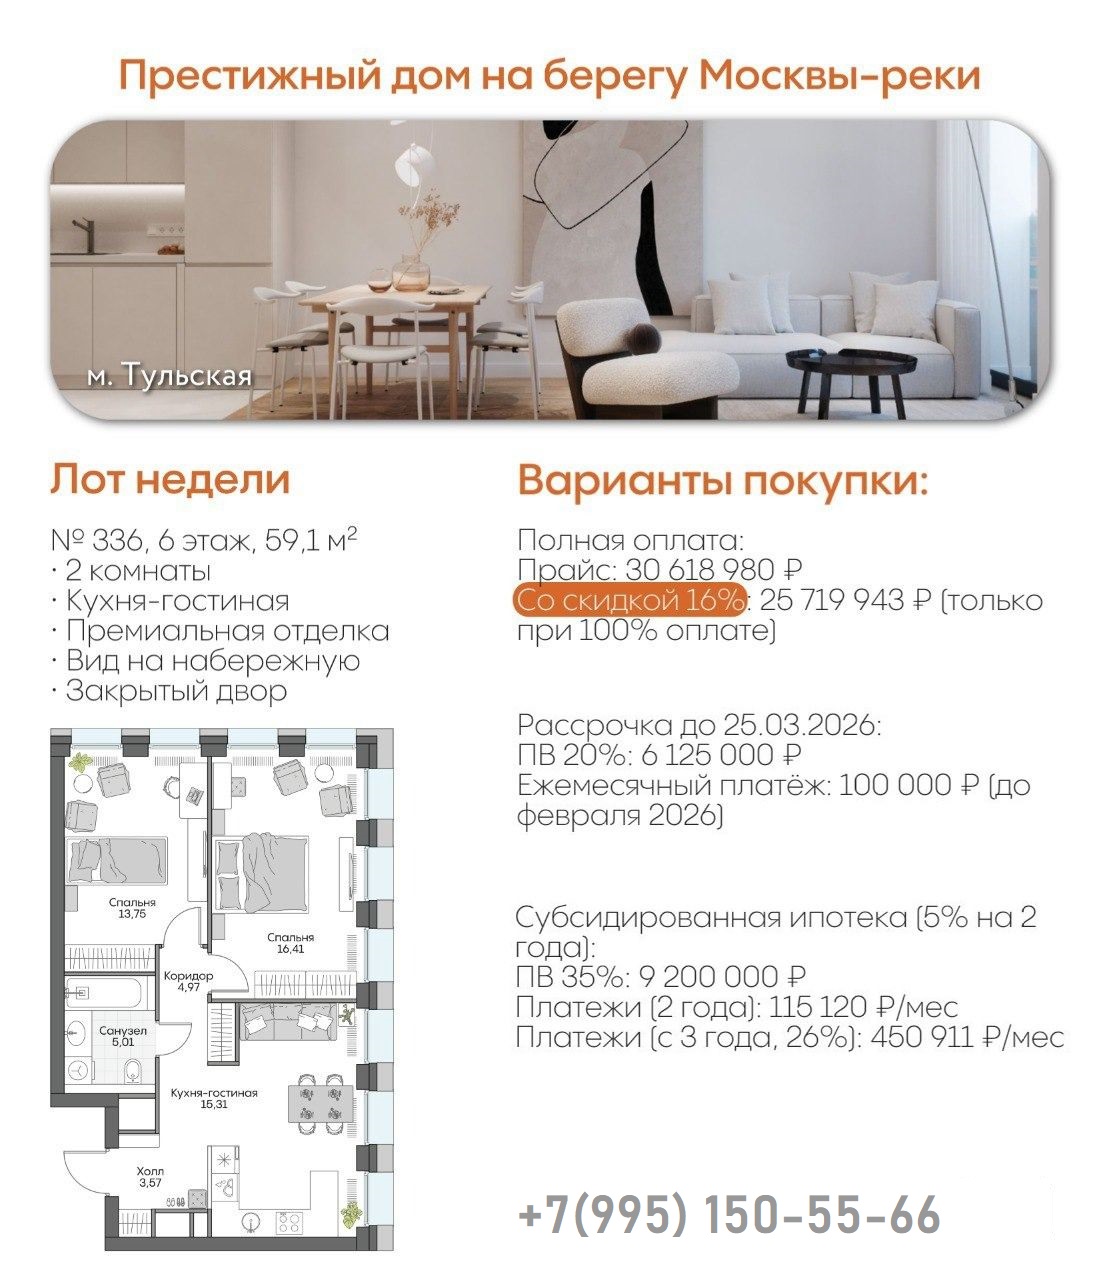 Престижный дом на берегу Москвы-реки
м. Тульская
Лот недели
№ 336, 6 этаж, 59,1 м²
· 2 комнаты
· Кухня-гостиная
· Премиальная отделка
· Вид на набережную
· Закрытый двор
Спальня
13,75
Спальня
16,41
Коридор
4,97
Санузел
5,01
Кухня-гостиная
15,31
Холл
3,57
Варианты покупки:
Полная оплата:
Прайс: 30 618 980 ₽
Со скидкой 16%: 25 719 943 ₽ (только
при 100% оплате)
Рассрочка до 25.03.2026:
ПВ 20%: 6 125 000 ₽
Ежемесячный платёж: 100 000 ₽ (до
февраля 2026)
Субсидированная ипотека (5% на 2
года):
ПВ 35%: 9 200 000 ₽
Платежи (2 года): 115 120 ₽/мес
Платежи (с 3 года, 26%): 450 911 ₽/мес
+7(995) 150-55-66